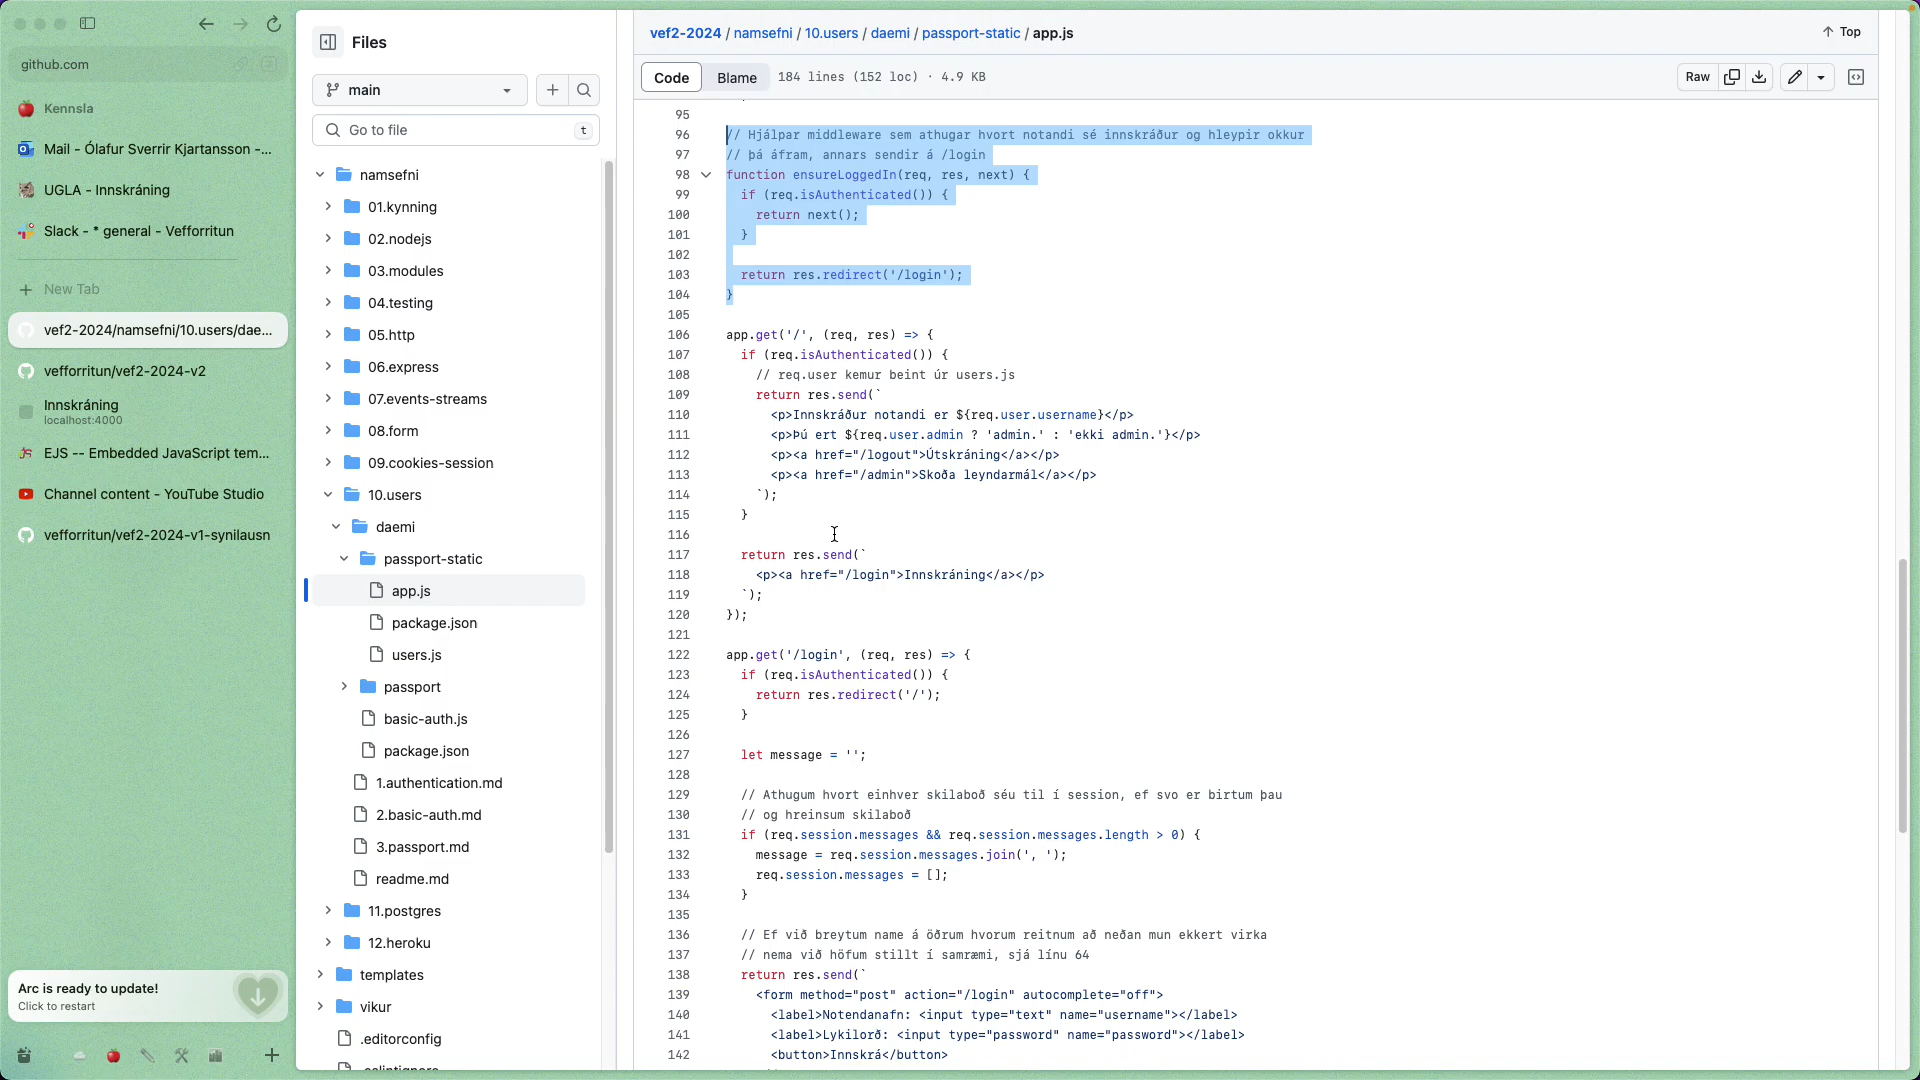 github.com
Kennsla
Mail - Ólafur Sverrir Kjartansson -...
UGLA - Innskráning
Slack - * general - Vefforritun
New Tab
vef2-2024/namsefni/10.users/dae...
vefforritun/vef2-2024-v2
Innskráning
localhost:4000
EJS -- Embedded JavaScript tem...
Channel content - YouTube Studio
vefforritun/vef2-2024-v1-synilausn
Arc is ready to update!
Click to restart
Files
main
Go to file
t
namsefni
01.kynning
02.nodejs
03.modules
04.testing
05.http
06.express
07.events-streams
08.form
09.cookies-session
10.users
daemi
passport-static
app.js
package.json
users.js
passport
basic-auth.js
package.json
1.authentication.md
2.basic-auth.md
3.passport.md
readme.md
11.postgres
12.heroku
templates
vikur
.editorconfig
vef2-2024 / namsefni / 10.users / daemi / passport-static / app.js
Top
Code
Blame
184 lines (152 loc) · 4.9 KB
Raw
95
96 // Hjálpar middleware sem athugar hvort notandi sé innskráður og hleypir okkur
97 // þá áfram, annars sendir á /login
98 function ensureLoggedIn(req, res, next) {
99 if (req.isAuthenticated()) {
100 return next();
101 }
102
103 return res.redirect('/login');
104 }
105
106 app.get('/', (req, res) => {
107 if (req.isAuthenticated()) {
108 // req.user kemur beint úr users.js
109 return res.send(`
110 <p>Innskráður notandi er ${req.user.username}</p>
111 <p>Þú ert ${req.user.admin ? 'admin.' : 'ekki admin.'}</p>
112 <p><a href="/logout">Útskráning</a></p>
113 <p><a href="/admin">Skoða leyndarmál</a></p>
114 `);
115 }
116
117 return res.send(`
118 <p><a href="/login">Innskráning</a></p>
119 `);
120 });
121
122 app.get('/login', (req, res) => {
123 if (req.isAuthenticated()) {
124 return res.redirect('/');
125 }
126
127 let message = '';
128
129 // Athugum hvort einhver skilaboð séu til í session, ef svo er birtum þau
130 // og hreinsum skilaboð
131 if (req.session.messages && req.session.messages.length > 0) {
132 message = req.session.messages.join(', ');
133 req.session.messages = [];
134 }
135
136 // Ef við breytum name á öðrum hvorum reitnum að neðan mun ekkert virka
137 // nema við höfum stillt í samræmi, sjá línu 64
138 return res.send(`
139 <form method="post" action="/login" autocomplete="off">
140 <label>Notendanafn: <input type="text" name="username"></label>
141 <label>Lykilorð: <input type="password" name="password"></label>
142 <button>Innskrá</button>